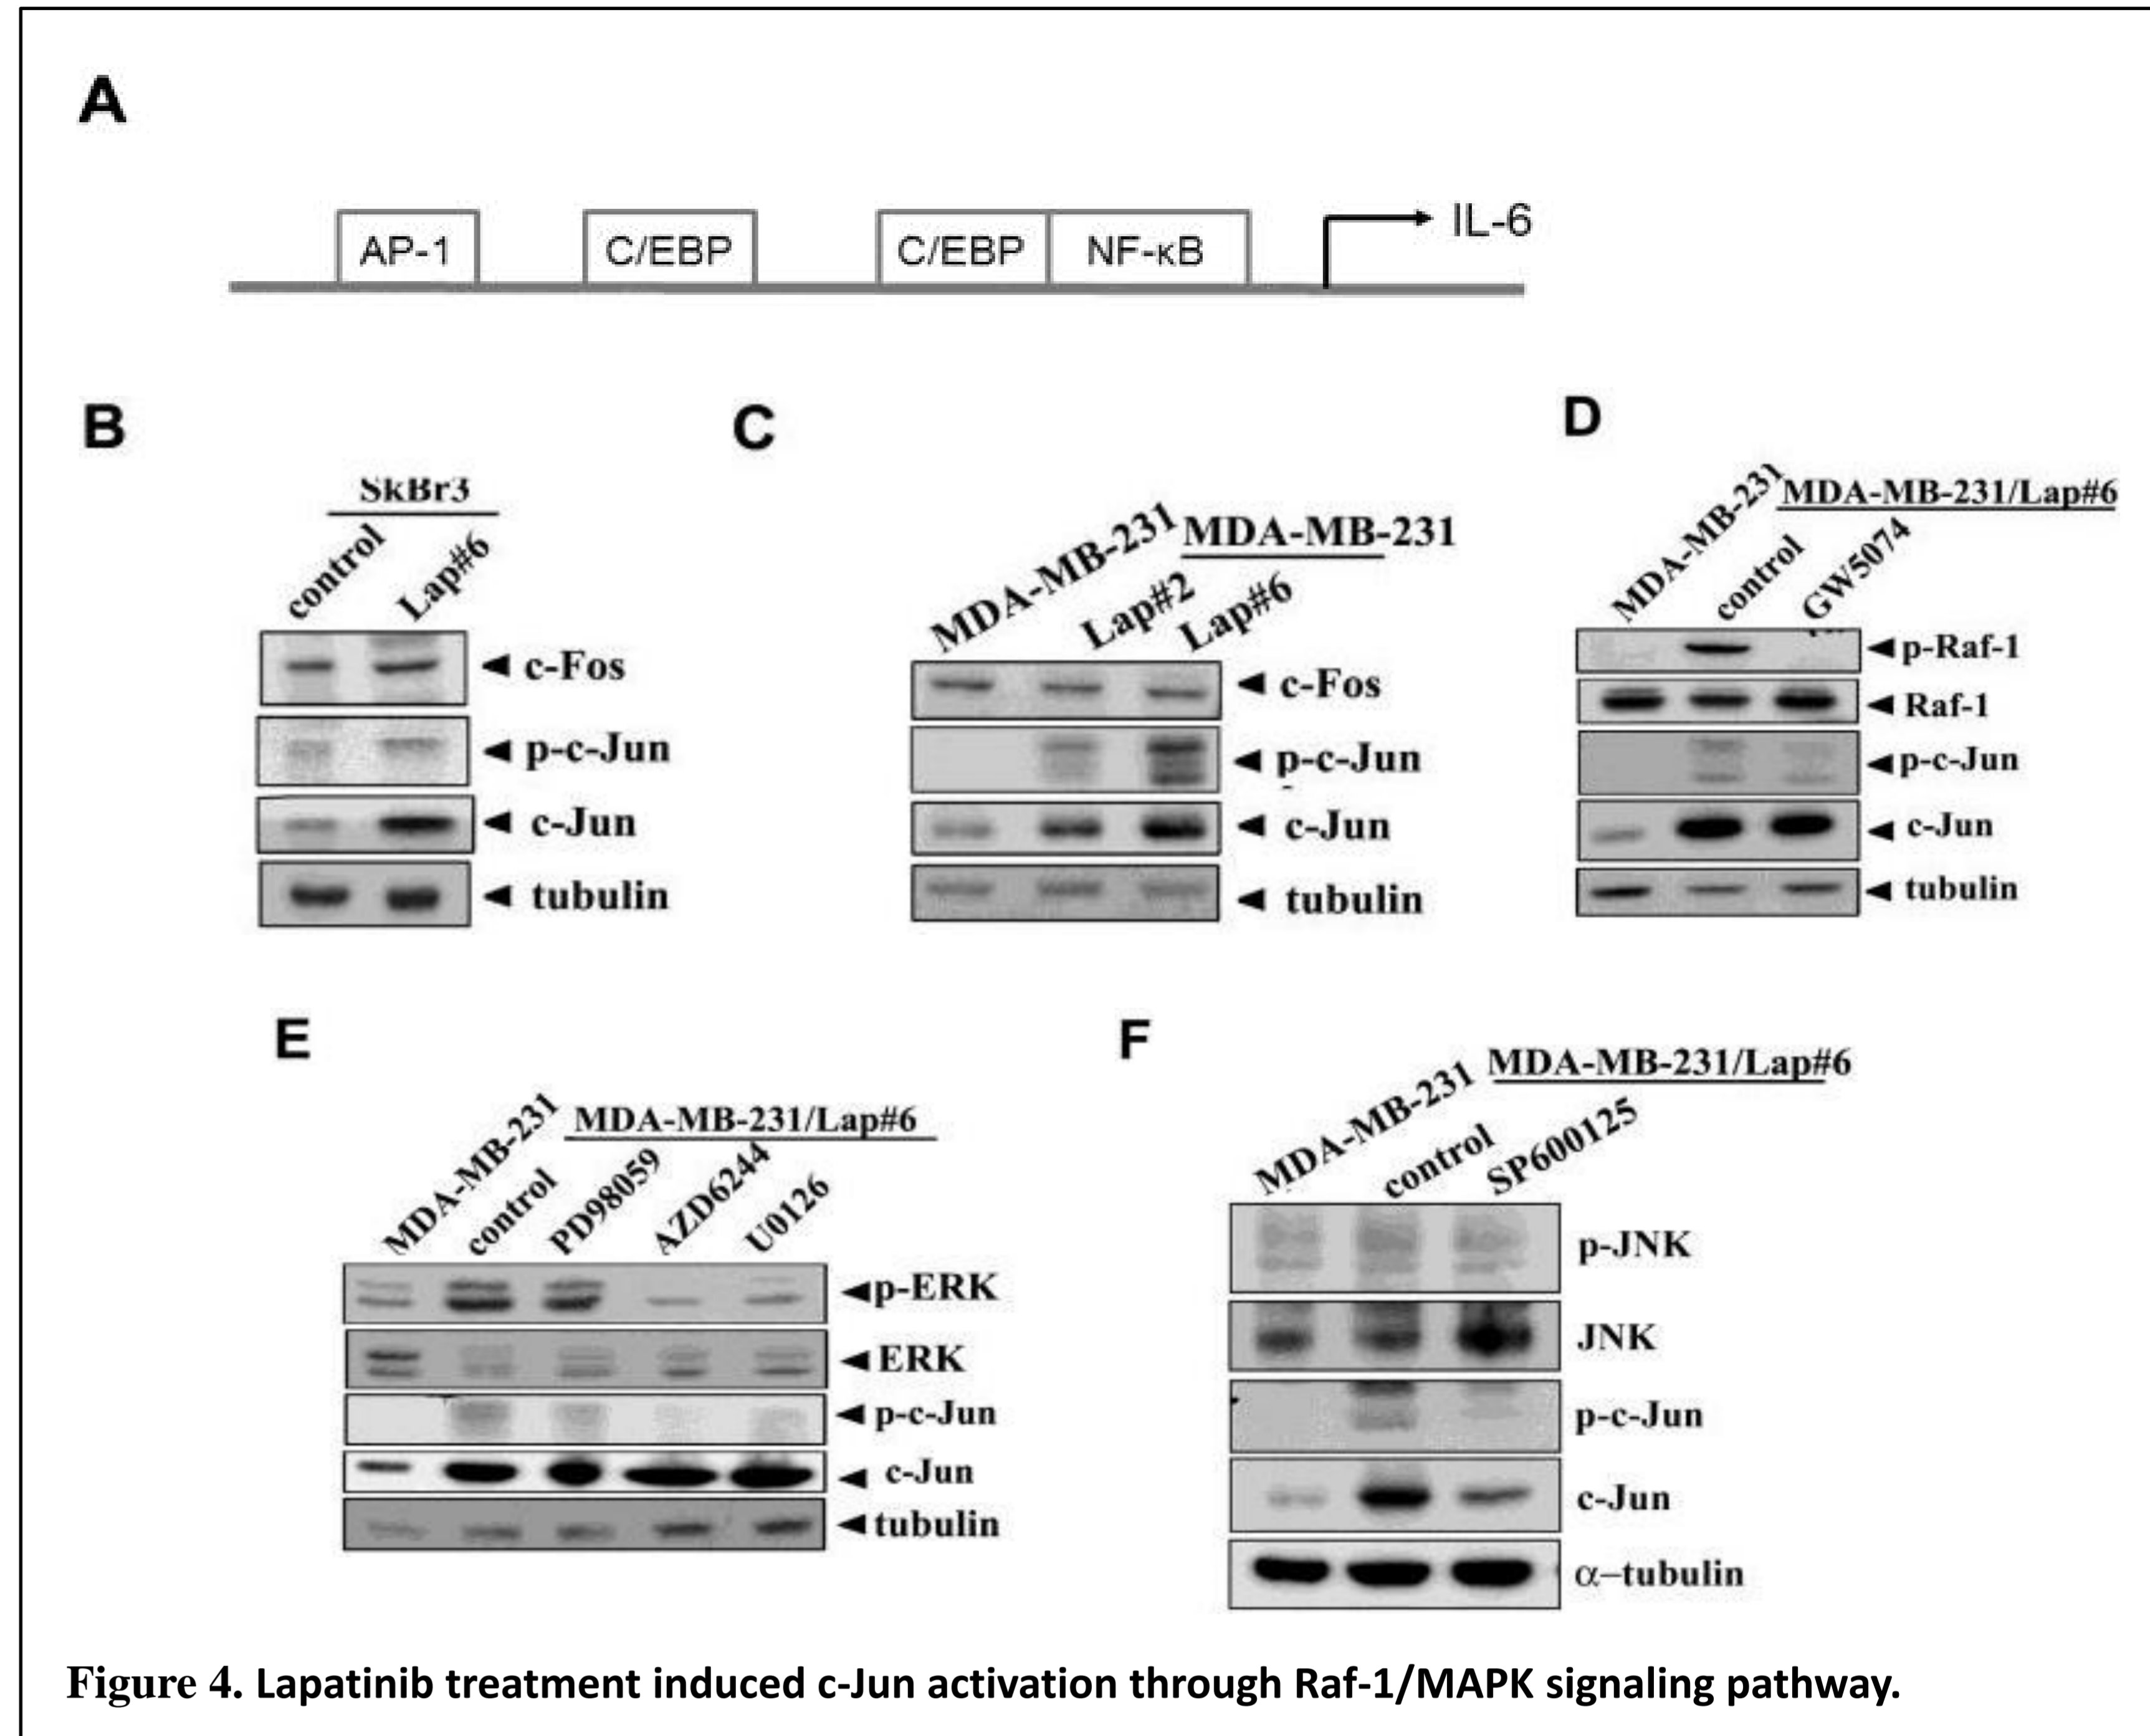 A
AP-1 C/EBP C/EBP NF-κB IL-6
B
SkBr3
control Lap#6
c-Fos
p-c-Jun
c-Jun
tubulin
C
MDA-MB-231 MDA-MB-231
Lap#2 Lap#6
c-Fos
p-c-Jun
c-Jun
tubulin
D
MDA-MB-231 MDA-MB-231/Lap#6
control GW5074
p-Raf-1
Raf-1
p-c-Jun
c-Jun
tubulin
E
MDA-MB-231 MDA-MB-231/Lap#6
control PD98059 AZD6244 U0126
p-ERK
ERK
p-c-Jun
c-Jun
tubulin
F
MDA-MB-231 MDA-MB-231/Lap#6
control SP600125
p-JNK
JNK
p-c-Jun
c-Jun
α–tubulin
Figure 4. Lapatinib treatment induced c-Jun activation through Raf-1/MAPK signaling pathway.